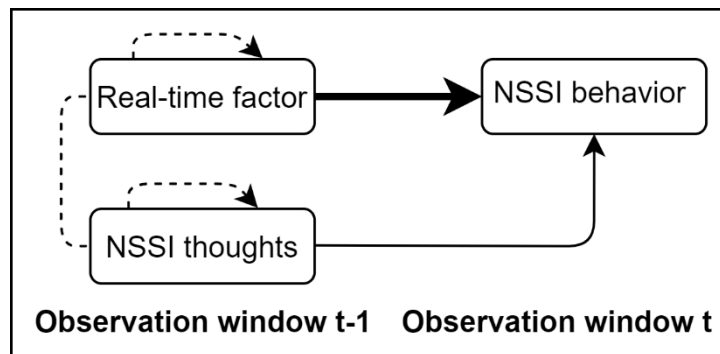 Real-time factor
NSSI behavior
NSSI thoughts
Observation window t-1
Observation window t